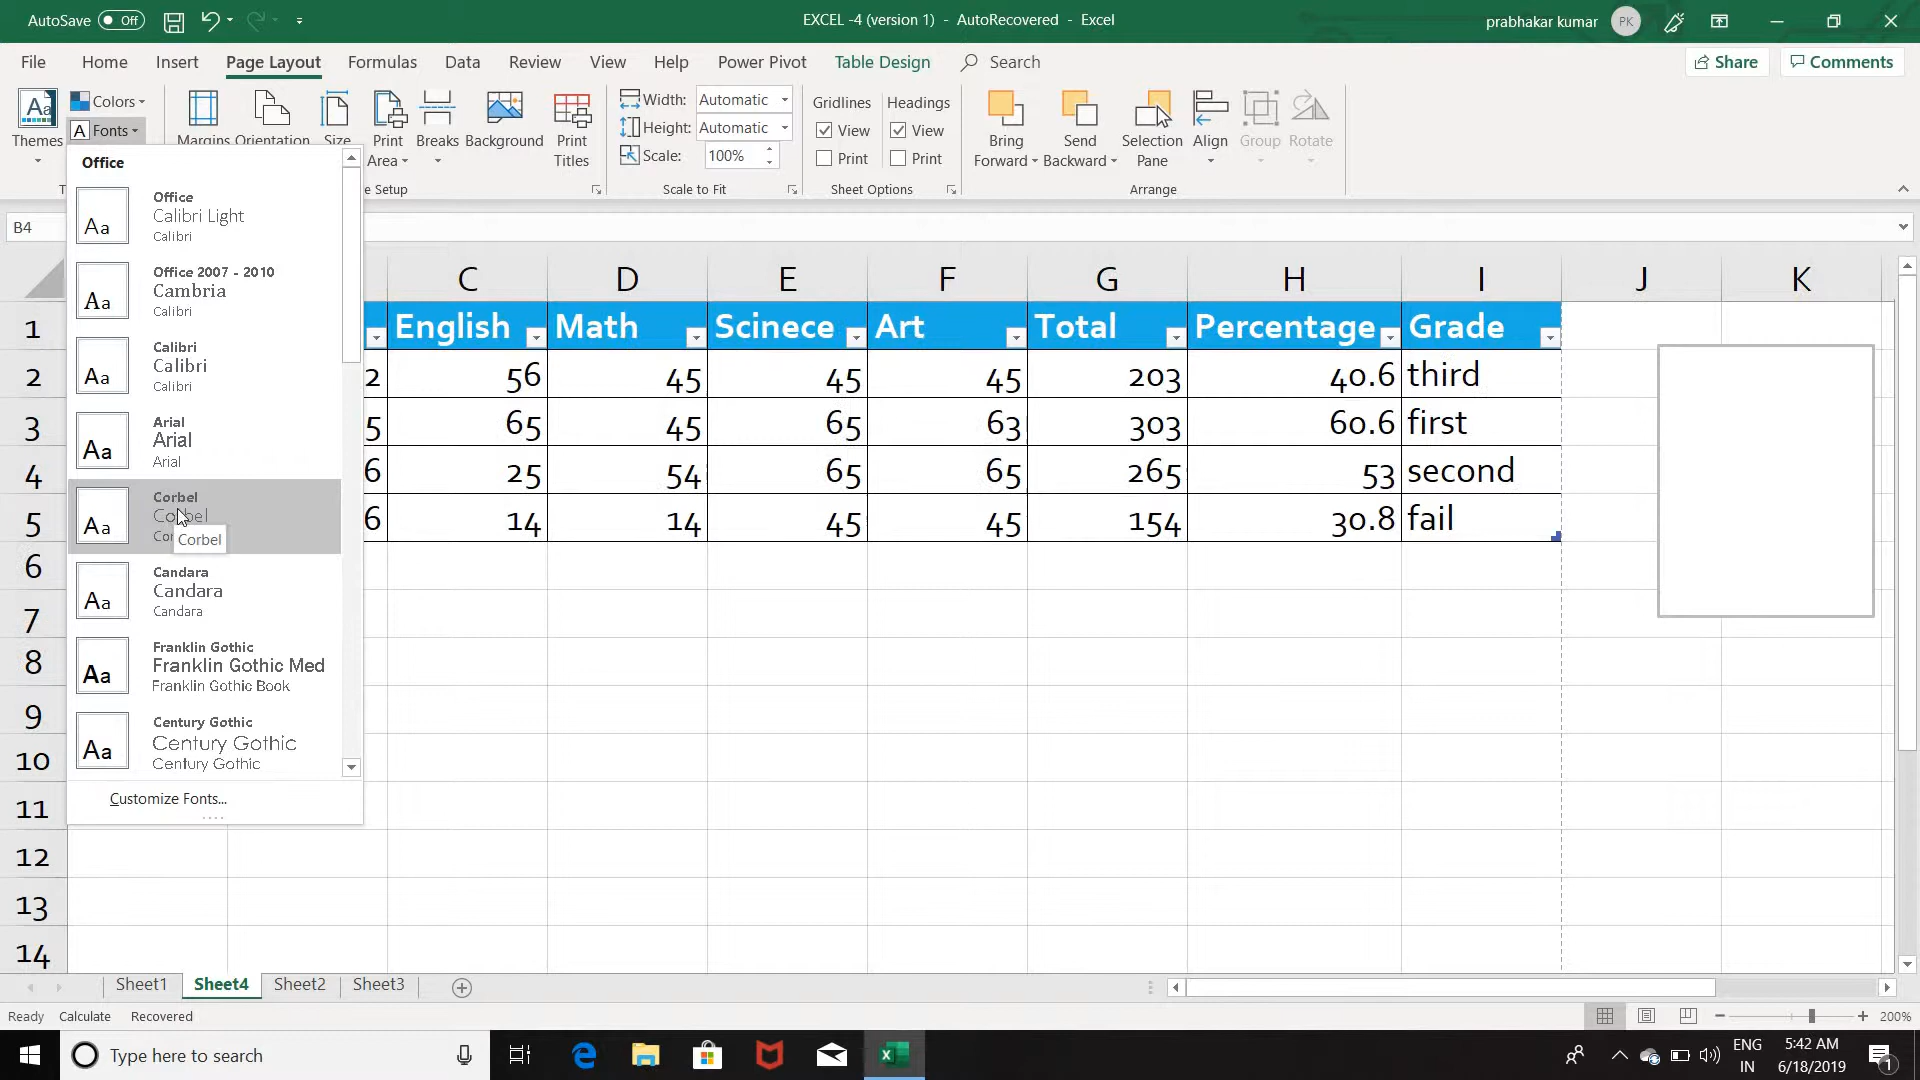 AutoSave Off EXCEL -4 (version 1) - AutoRecovered - Excel prabhakar kumar PK
File Home Insert Page Layout Formulas Data Review View Help Power Pivot Table Design Search Share Comments
Themes Colors Fonts Margins Orientation Size Print Area Breaks Background Print Titles
Width: Automatic Height: Automatic Scale: 100%
Gridlines View Print Headings View Print
Bring Forward Send Backward Selection Pane Align Group Rotate
e Setup Scale to Fit Sheet Options Arrange
B4
Office
Office
Calibri Light
Calibri
Aa
Office 2007 - 2010
Cambria
Calibri
Aa
Calibri
Calibri
Calibri
Aa
Arial
Arial
Arial
Aa
Corbel
Corbel
Cor
Corbel
Aa
Candara
Candara
Candara
Aa
Franklin Gothic
Franklin Gothic Med
Franklin Gothic Book
Aa
Century Gothic
Century Gothic
Century Gothic
Aa
Customize Fonts...
C D E F G H I J K
1 English Math Scinece Art Total Percentage Grade
2 2 56 45 45 45 203 40.6 third
3 5 65 45 65 63 303 60.6 first
4 6 25 54 65 65 265 53 second
5 6 14 14 45 45 154 30.8 fail
6
7
8
9
10
11
12
13
14
Sheet1 Sheet4 Sheet2 Sheet3
Ready Calculate Recovered 200%
Type here to search ENG IN 5:42 AM 6/18/2019 1